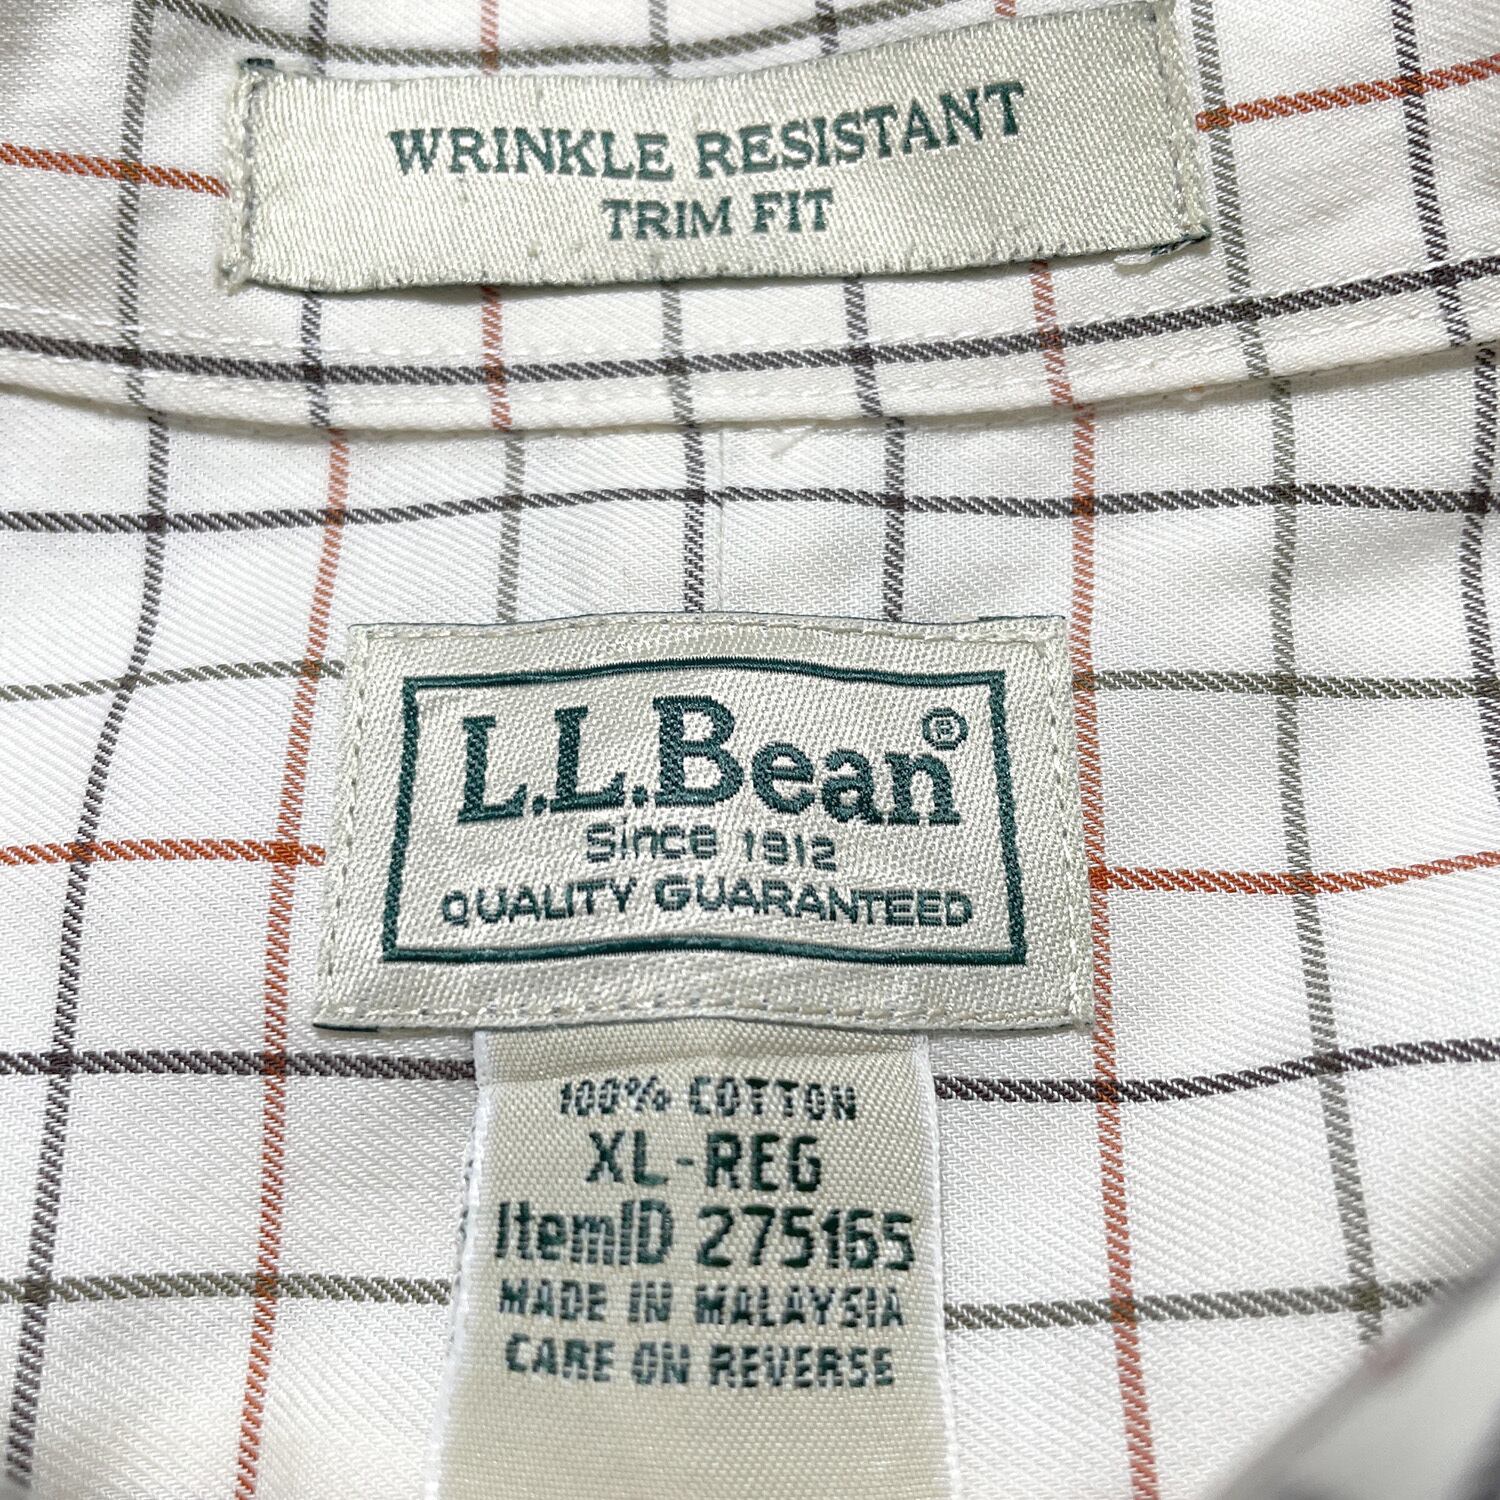 WRINKLE RESISTANT
TRIM FIT
L.L.Bean®
Since 1912
QUALITY GUARANTEED
100% COTTON
XL-REG
ItemID 275165
MADE IN MALAYSIA
CARE ON REVERSE